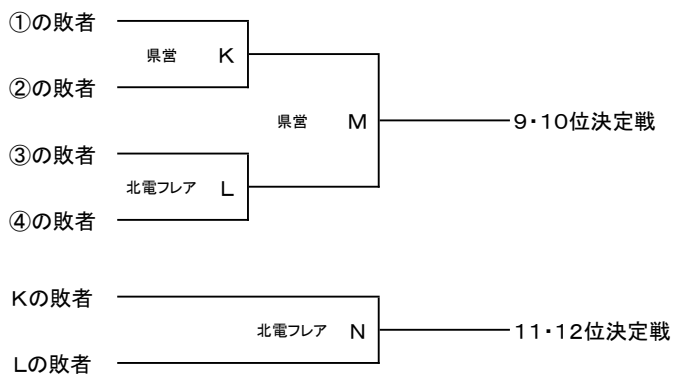 ①の敗者
県営 K
②の敗者
県営 M
9・10位決定戦
③の敗者
北電フレア L
④の敗者
Kの敗者
北電フレア N
11・12位決定戦
Lの敗者